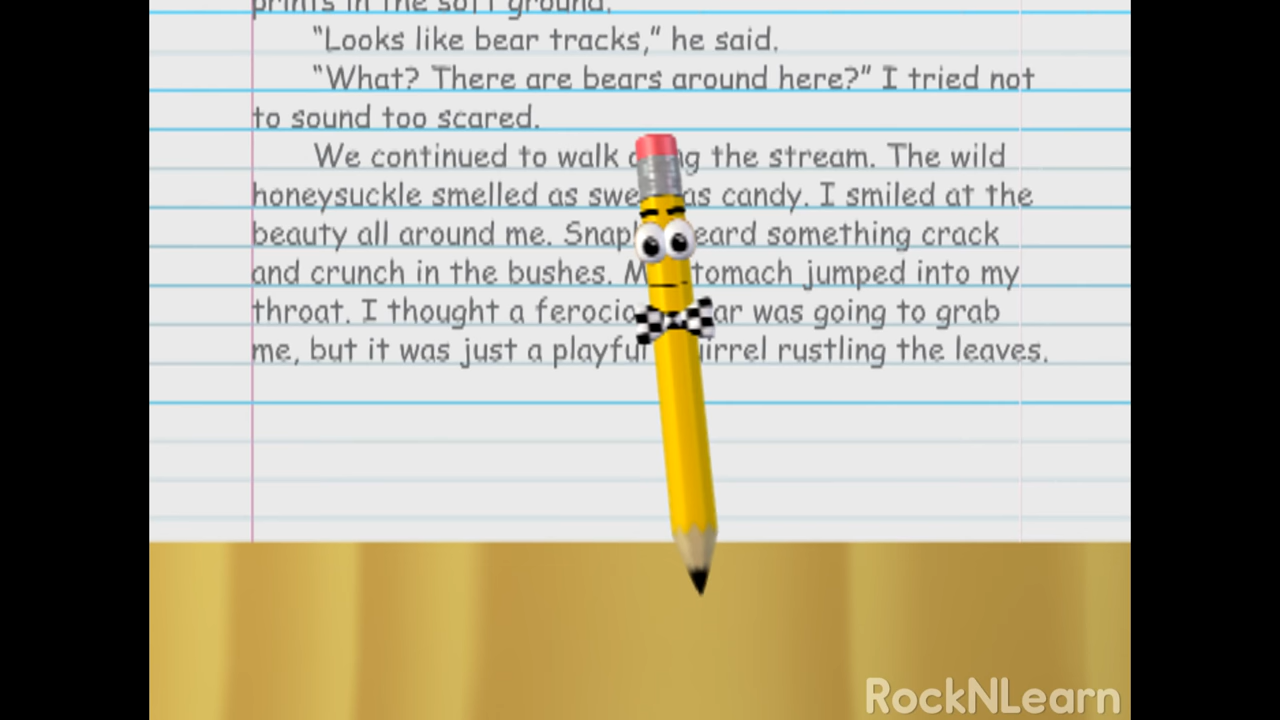 prints in the soft ground.
“Looks like bear tracks,” he said.
“What? There are bears around here?” I tried not
to sound too scared.
We continued to walk the stream. The wild
honeysuckle smelled as as candy. I smiled at the
beauty all around me. something crack
and crunch in the bushes. jumped into my
throat. I thought a was going to grab
me, but it was just a rustling the leaves.
RockNLearn